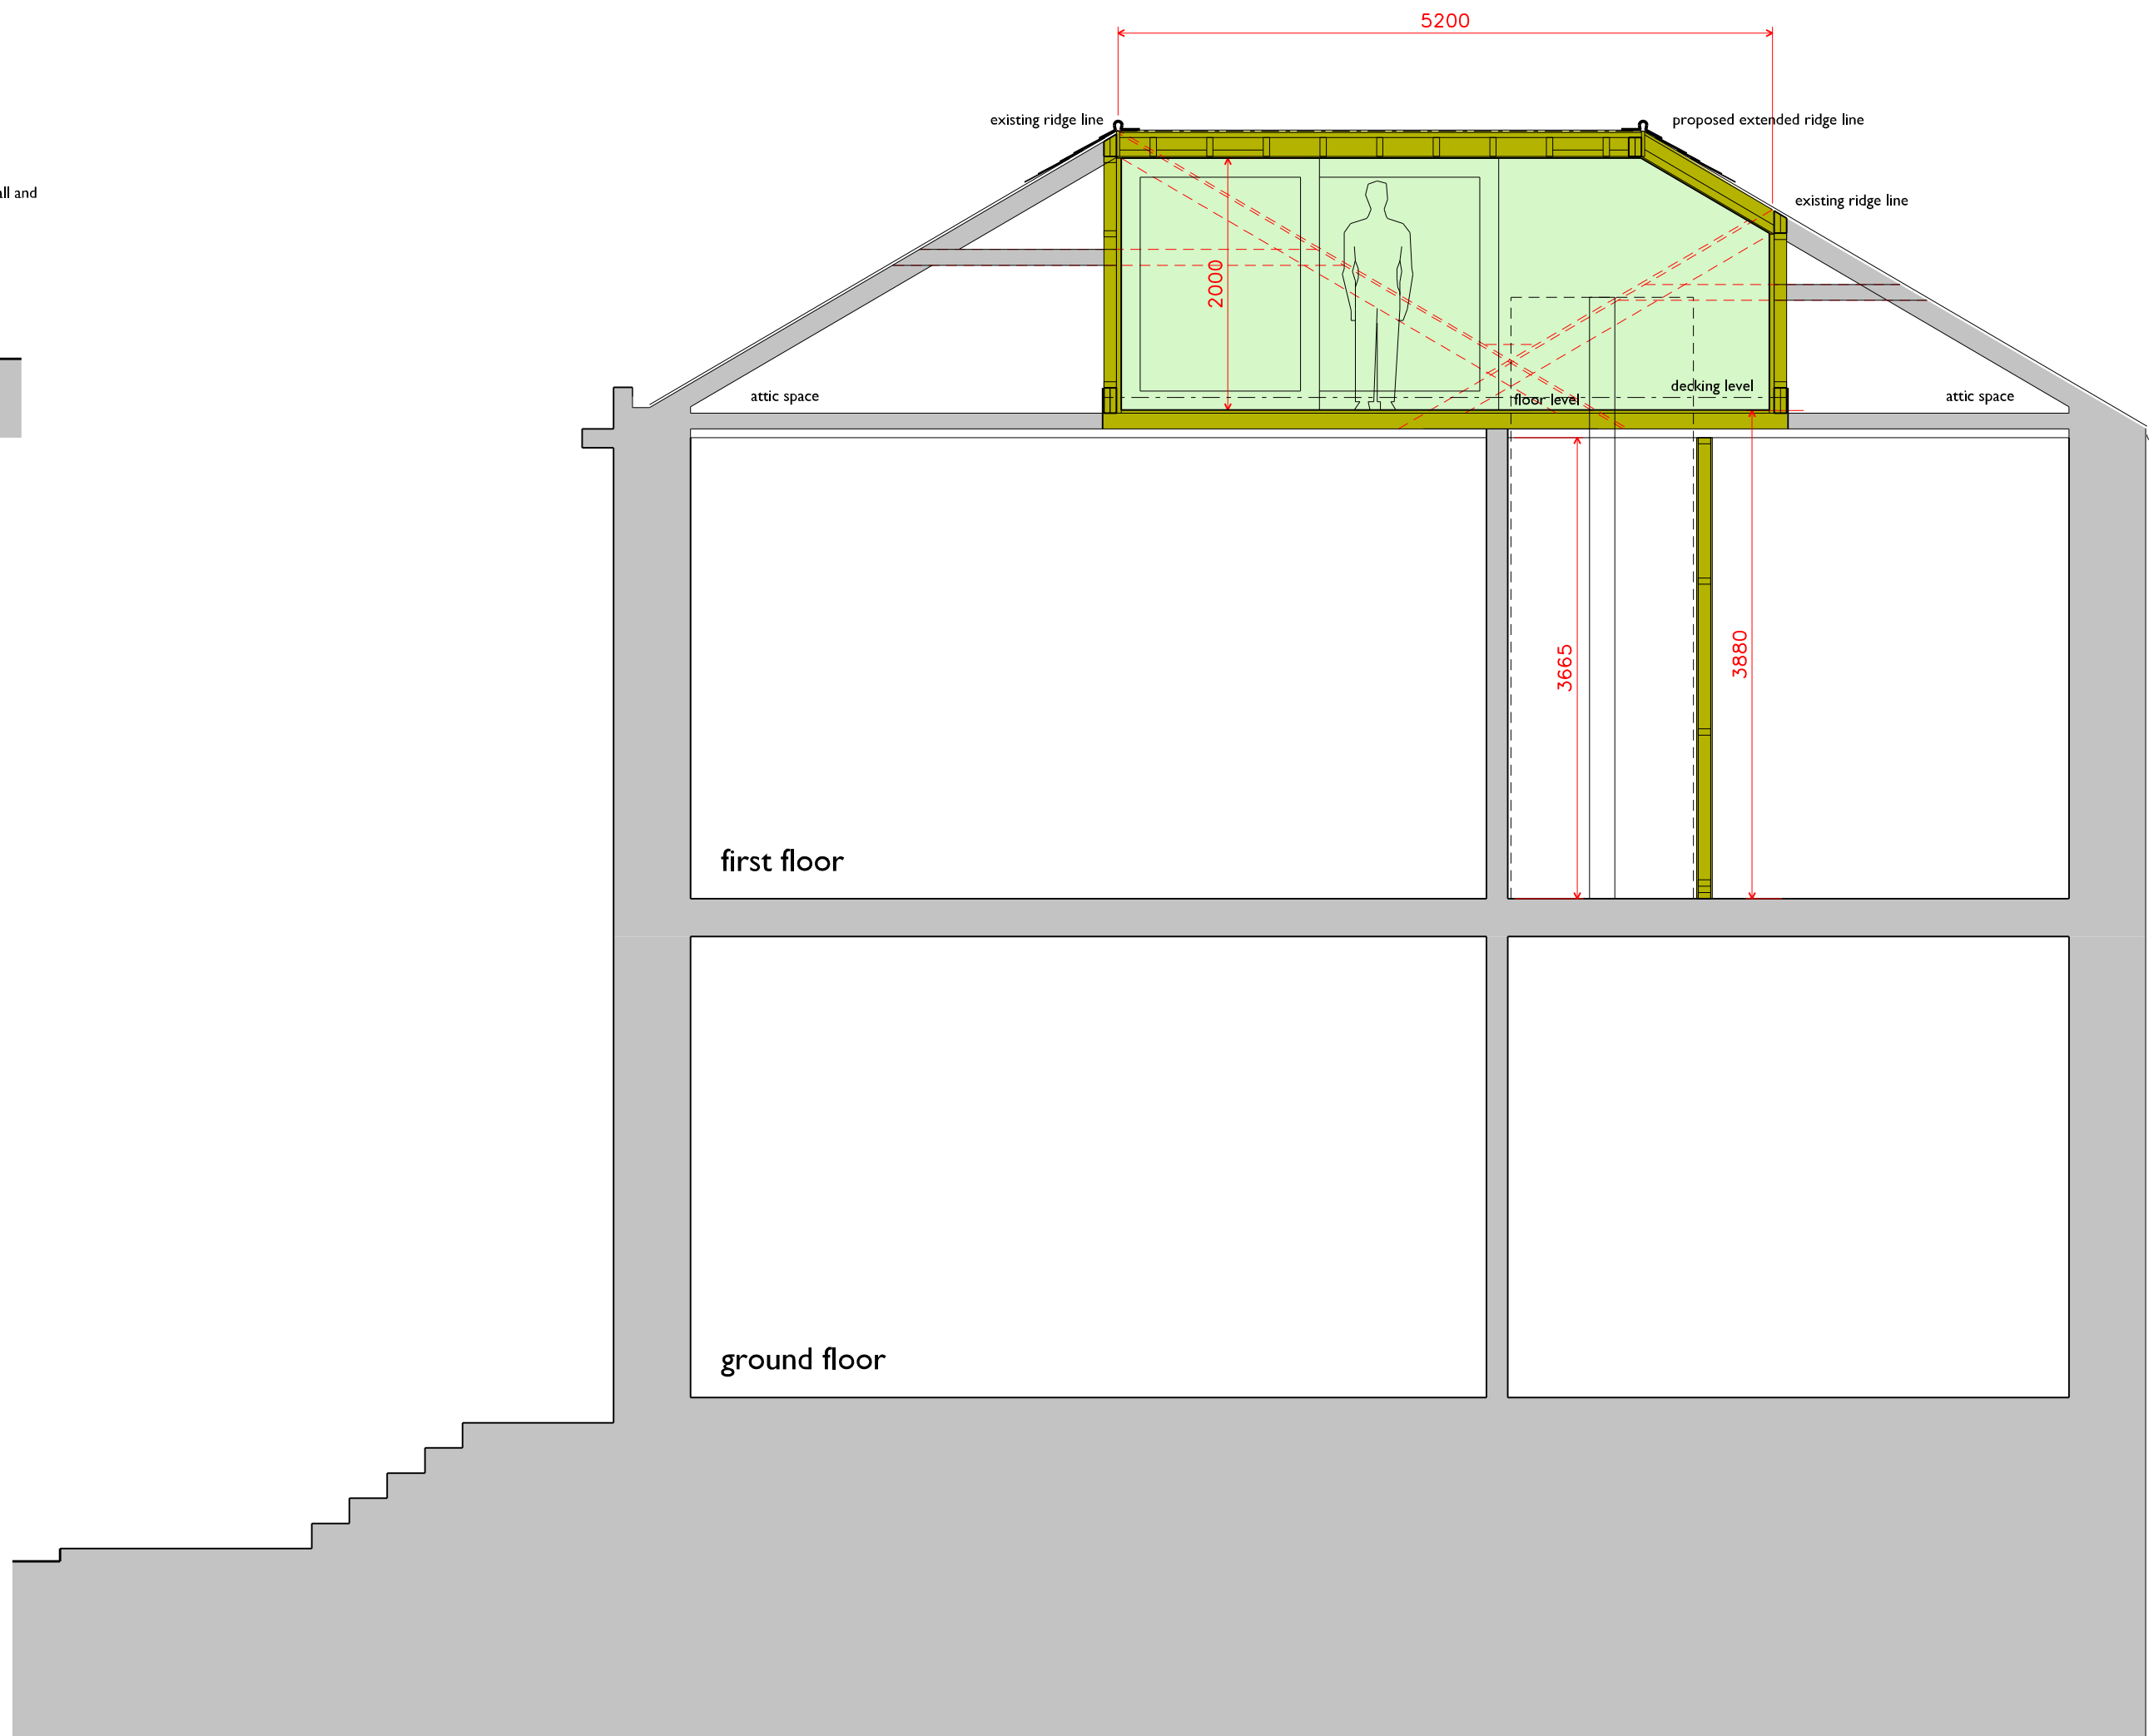 5200
existing ridge line
proposed extended ridge line
all and
existing ridge line
2000
decking level
attic space
floor level
attic space
3665
3880
first floor
ground floor